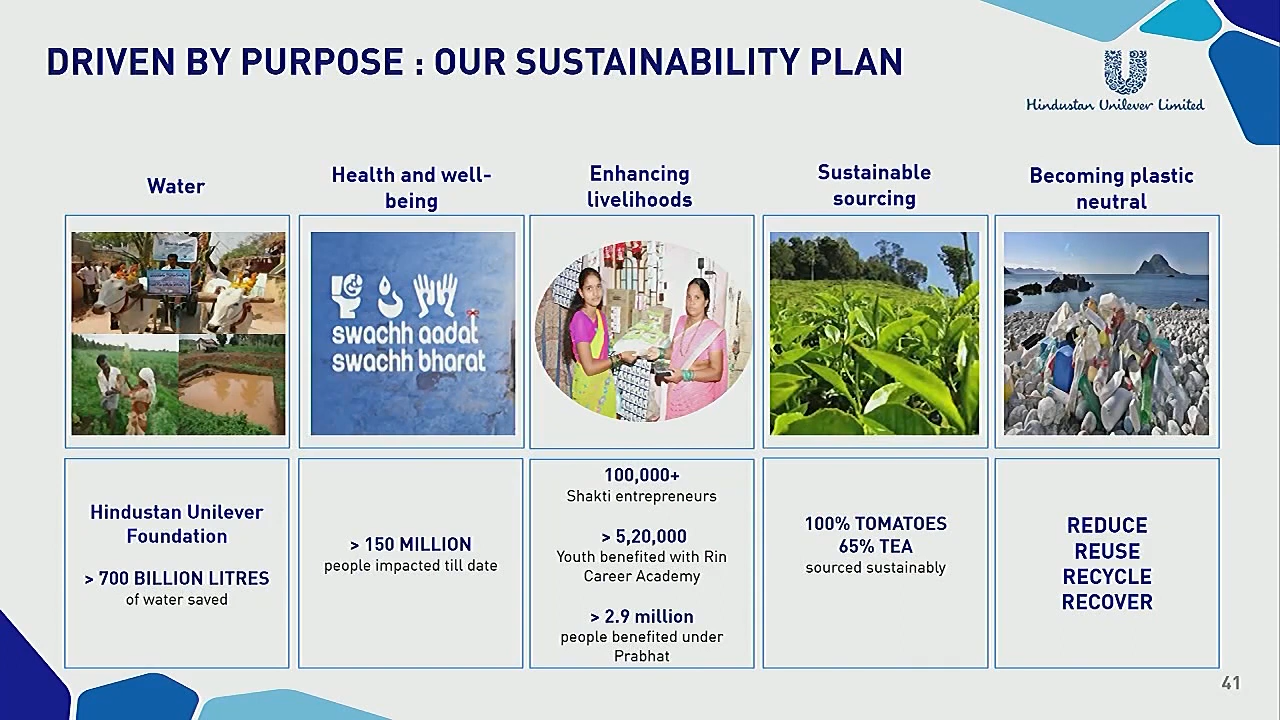 DRIVEN BY PURPOSE : OUR SUSTAINABILITY PLAN
Hindustan Unilever Limited
Water
Health and well-
being
Enhancing
livelihoods
Sustainable
sourcing
Becoming plastic
neutral
swachh aadat
swachh bharat
Hindustan Unilever
Foundation
> 700 BILLION LITRES
of water saved
> 150 MILLION
people impacted till date
100,000+
Shakti entrepreneurs
> 5,20,000
Youth benefited with Rin
Career Academy
> 2.9 million
people benefited under
Prabhat
100% TOMATOES
65% TEA
sourced sustainably
REDUCE
REUSE
RECYCLE
RECOVER
41